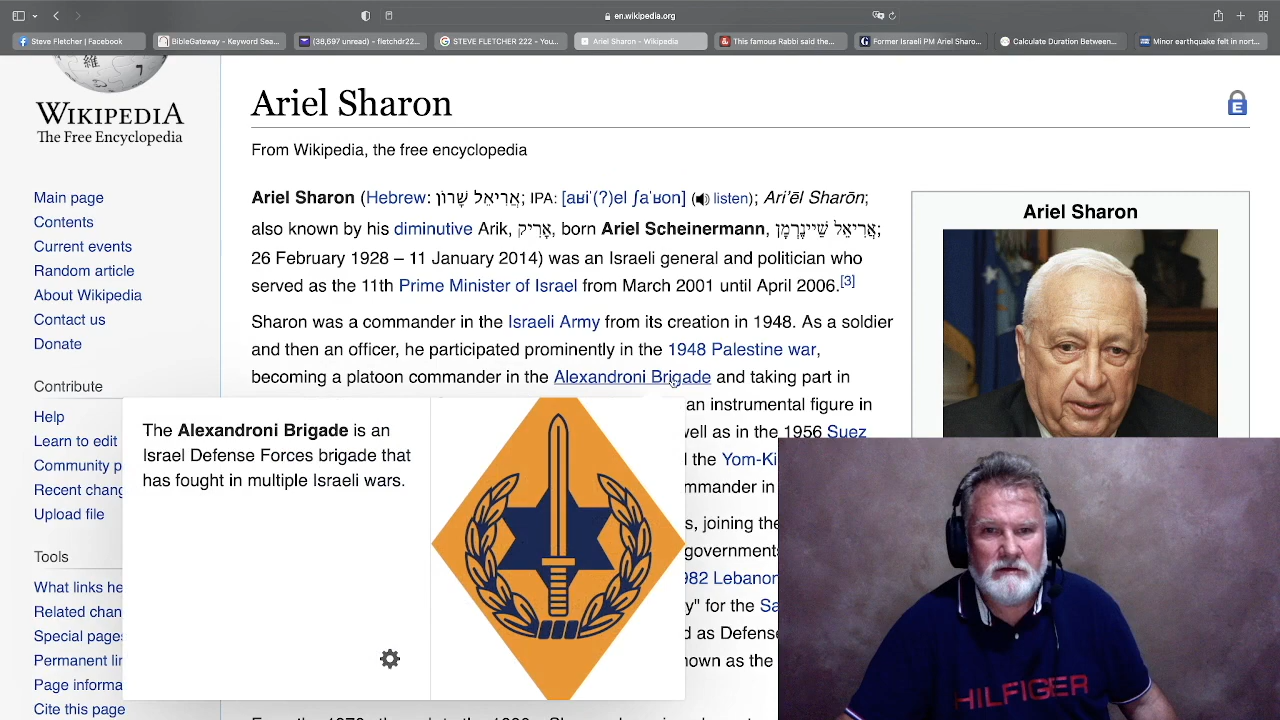 en.wikipedia.org
Steve Fletcher | Facebook
BibleGateway - Keyword Sea...
(38,697 unread) - fletchdr22...
STEVE FLETCHER 222 - You...
Ariel Sharon - Wikipedia
This famous Rabbi said the...
Former Israeli PM Ariel Sharo...
Calculate Duration Between...
Minor earthquake felt in nort...
WIKIPEDIA
The Free Encyclopedia
Main page
Contents
Current events
Random article
About Wikipedia
Contact us
Donate
Contribute
Help
Learn to edit
Community p
Recent chang
Upload file
Tools
What links he
Related chan
Special pages
Permanent lin
Page informa
Cite this page
Ariel Sharon
E
From Wikipedia, the free encyclopedia
Ariel Sharon (Hebrew: אֲרִיאֵל שָׁרוֹן; IPA: [aʁiˈ(ʔ)el ʃaˈʁon] (listen); Ari'ēl Sharōn;
also known by his diminutive Arik, אָרִיק, born Ariel Scheinermann, אֲרִיאֵל שַׁיינֶרְמָן;
26 February 1928 – 11 January 2014) was an Israeli general and politician who
served as the 11th Prime Minister of Israel from March 2001 until April 2006.[3]
Sharon was a commander in the Israeli Army from its creation in 1948. As a soldier
and then an officer, he participated prominently in the 1948 Palestine war,
becoming a platoon commander in the Alexandroni Brigade and taking part in
an instrumental figure in
well as in the 1956 Suez
the Yom-Ki
mmander in
s, joining the
governments
982 Lebanon
y" for the Sa
d as Defense
nown as the
The Alexandroni Brigade is an
Israel Defense Forces brigade that
has fought in multiple Israeli wars.
Ariel Sharon
HILFIGER